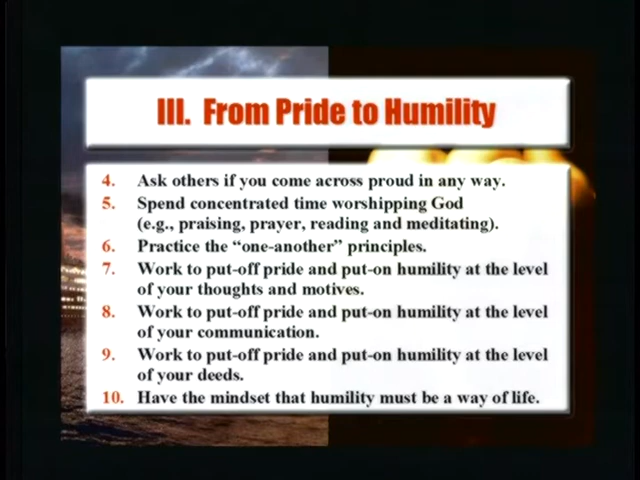 III. From Pride to Humility
4. Ask others if you come across proud in any way.
5. Spend concentrated time worshipping God
(e.g., praising, prayer, reading and meditating).
6. Practice the “one-another” principles.
7. Work to put-off pride and put-on humility at the level
of your thoughts and motives.
8. Work to put-off pride and put-on humility at the level
of your communication.
9. Work to put-off pride and put-on humility at the level
of your deeds.
10. Have the mindset that humility must be a way of life.